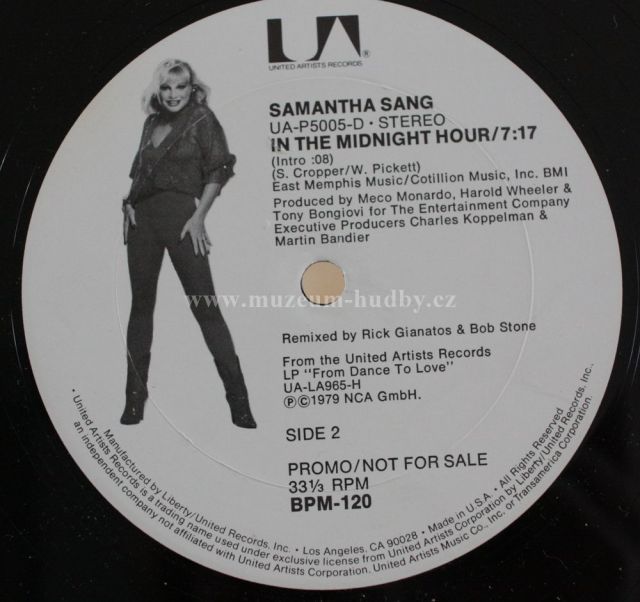 UA®
UNITED ARTISTS RECORDS
SAMANTHA SANG
UA-P5005-D • STEREO
IN THE MIDNIGHT HOUR/7:17
(Intro :08)
(S. Cropper/W. Pickett)
East Memphis Music/Cotillion Music, Inc. BMI
Produced by Meco Monardo, Harold Wheeler &
Tony Bongiovi for The Entertainment Company
Executive Producers Charles Koppelman &
Martin Bandier
www.muzeum-hudby.cz
Remixed by Rick Gianatos & Bob Stone
From the United Artists Records
LP "From Dance To Love"
UA-LA965-H
ⓅⒸ1979 NCA GmbH.
SIDE 2
PROMO/NOT FOR SALE
33⅓ RPM
BPM-120
Manufactured by Liberty/United Records, Inc. • Los Angeles, CA 90028 • Made in U.S.A. • All Rights Reserved
• United Artists Records is a trading name used under exclusive license from United Artists Corporation by Liberty/United Records, Inc.,
an independent company not affiliated with United Artists Corporation, United Artists Music Co., Inc. or Transamerica Corporation.